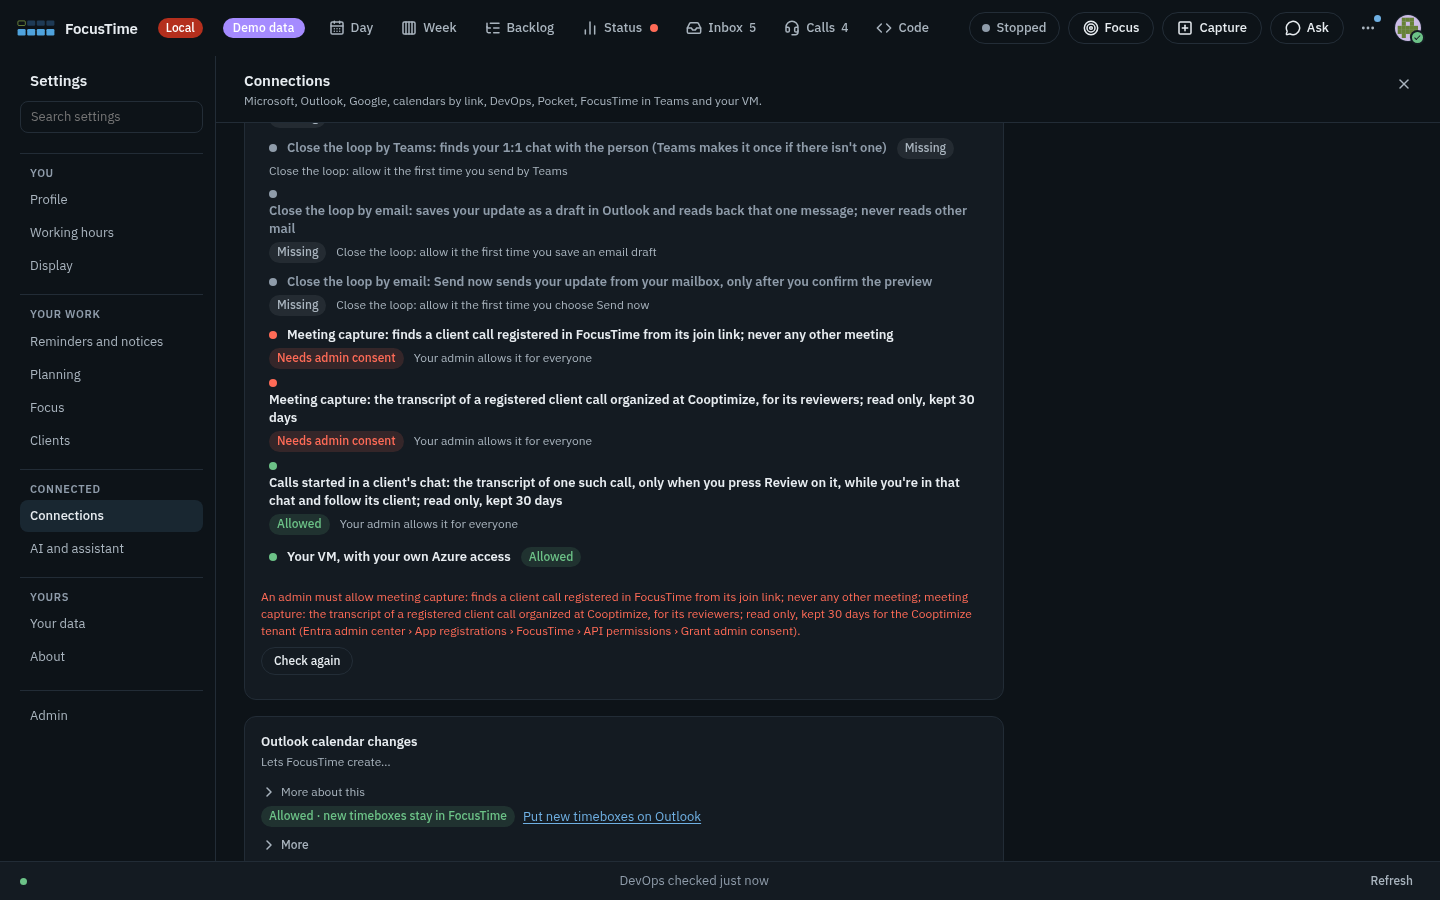 FocusTime
Local
Demo data
Day
Week
Backlog
Status
Inbox 5
Calls 4
Code
Stopped
Focus
Capture
Ask
Settings
Search settings
YOU
Profile
Working hours
Display
YOUR WORK
Reminders and notices
Planning
Focus
Clients
CONNECTED
Connections
AI and assistant
YOURS
Your data
About
Admin
Connections
Microsoft, Outlook, Google, calendars by link, DevOps, Pocket, FocusTime in Teams and your VM.
Close the loop by Teams: finds your 1:1 chat with the person (Teams makes it once if there isn't one) Missing
Close the loop: allow it the first time you send by Teams
Close the loop by email: saves your update as a draft in Outlook and reads back that one message; never reads other
mail
Missing Close the loop: allow it the first time you save an email draft
Close the loop by email: Send now sends your update from your mailbox, only after you confirm the preview
Missing Close the loop: allow it the first time you choose Send now
Meeting capture: finds a client call registered in FocusTime from its join link; never any other meeting
Needs admin consent Your admin allows it for everyone
Meeting capture: the transcript of a registered client call organized at Cooptimize, for its reviewers; read only, kept 30
days
Needs admin consent Your admin allows it for everyone
Calls started in a client's chat: the transcript of one such call, only when you press Review on it, while you're in that
chat and follow its client; read only, kept 30 days
Allowed Your admin allows it for everyone
Your VM, with your own Azure access Allowed
An admin must allow meeting capture: finds a client call registered in FocusTime from its join link; never any other meeting; meeting
capture: the transcript of a registered client call organized at Cooptimize, for its reviewers; read only, kept 30 days for the Cooptimize
tenant (Entra admin center › App registrations › FocusTime › API permissions › Grant admin consent).
Check again
Outlook calendar changes
Lets FocusTime create...
More about this
Allowed · new timeboxes stay in FocusTime Put new timeboxes on Outlook
More
DevOps checked just now
Refresh